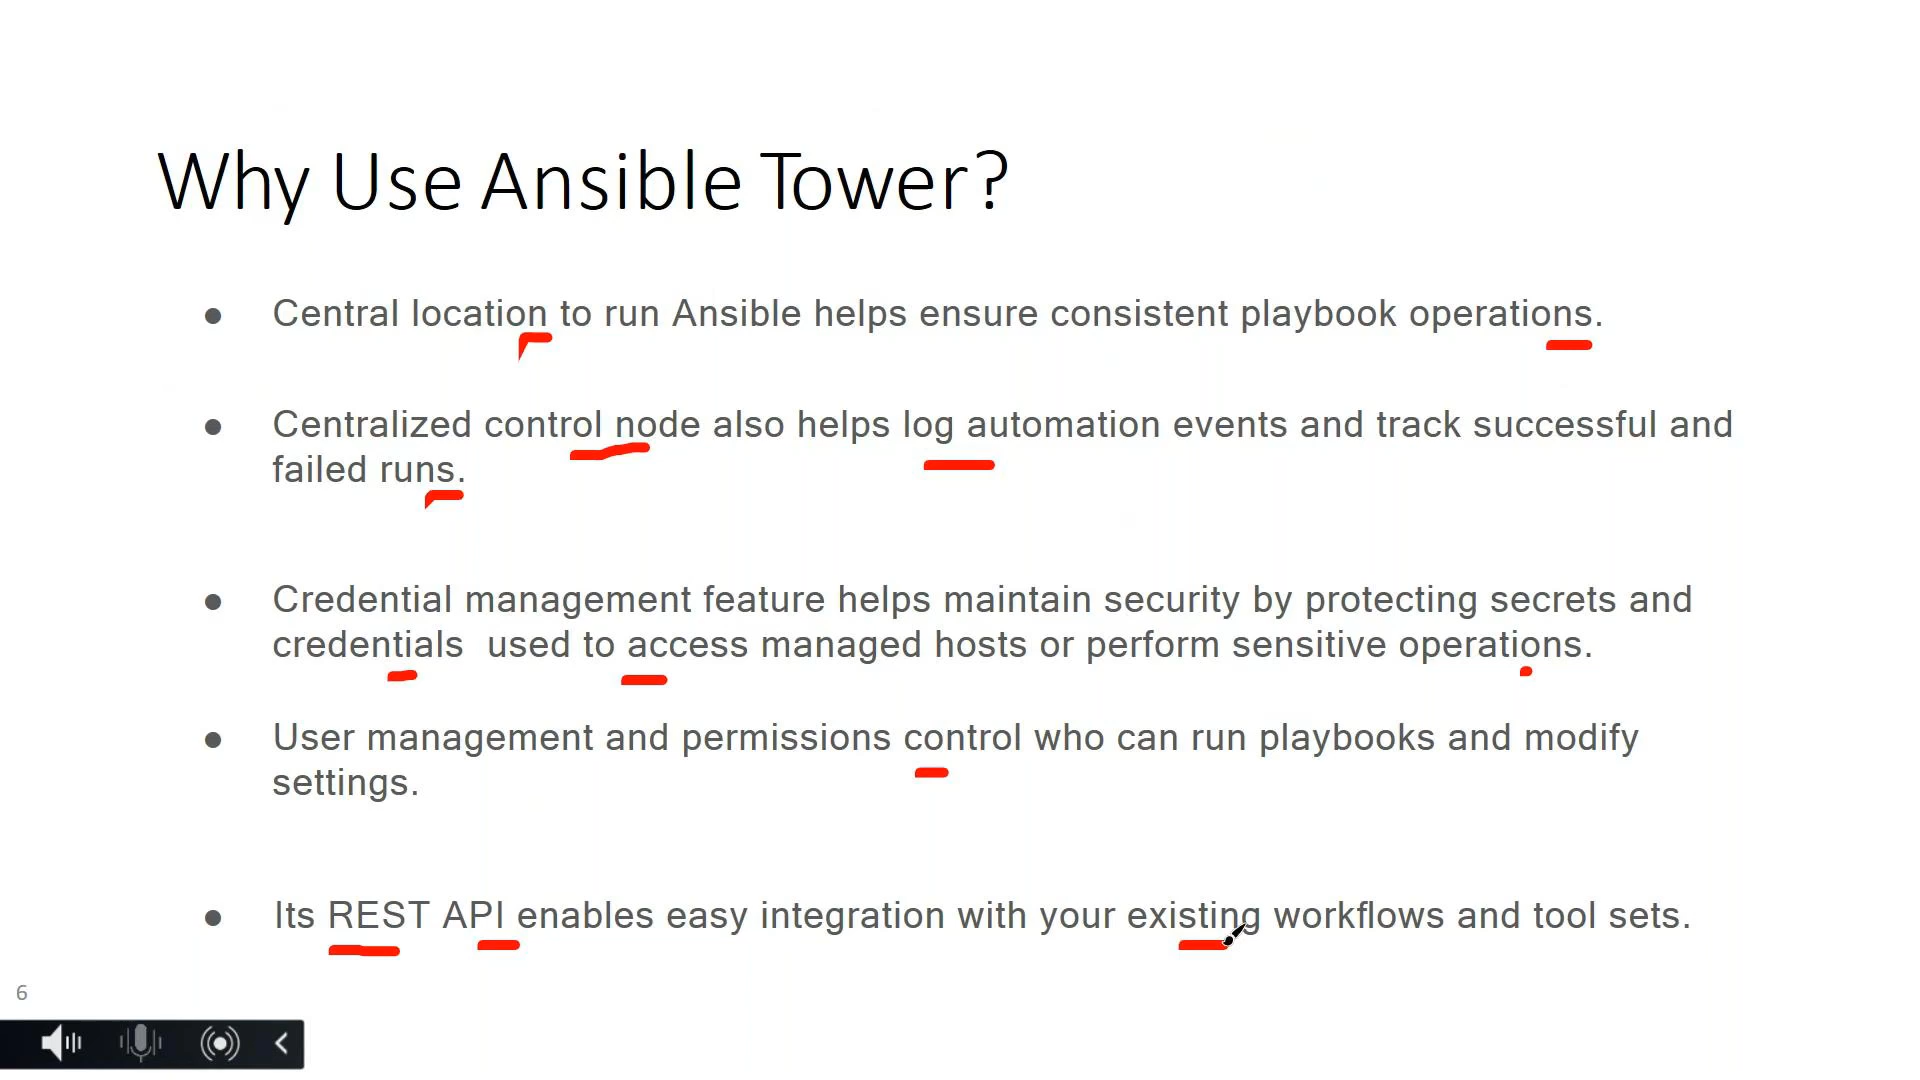 Why Use Ansible Tower?
● Central location to run Ansible helps ensure consistent playbook operations.
● Centralized control node also helps log automation events and track successful and
failed runs.
● Credential management feature helps maintain security by protecting secrets and
credentials  used to access managed hosts or perform sensitive operations.
● User management and permissions control who can run playbooks and modify
settings.
● Its REST API enables easy integration with your existing workflows and tool sets.
6